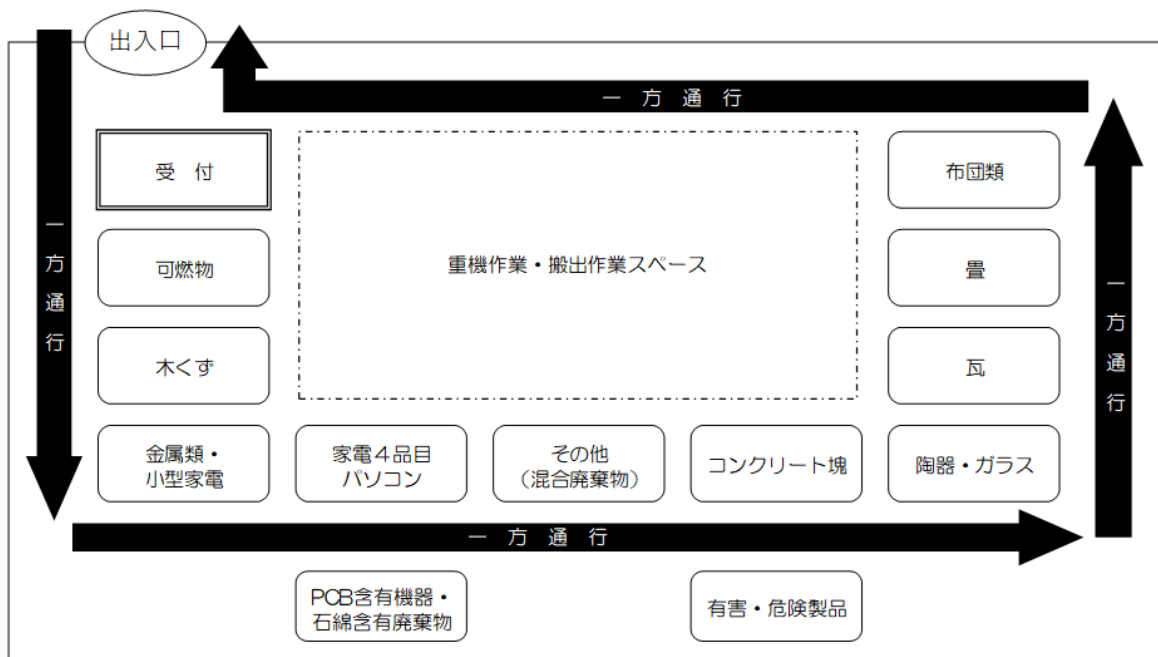 出入口
一方通行
受付
布団類
一方通行
可燃物
重機作業・搬出作業スペース
畳
一方通行
木くず
瓦
金属類・
小型家電
家電４品目
パソコン
その他
（混合廃棄物）
コンクリート塊
陶器・ガラス
一方通行
PCB含有機器・
石綿含有廃棄物
有害・危険製品